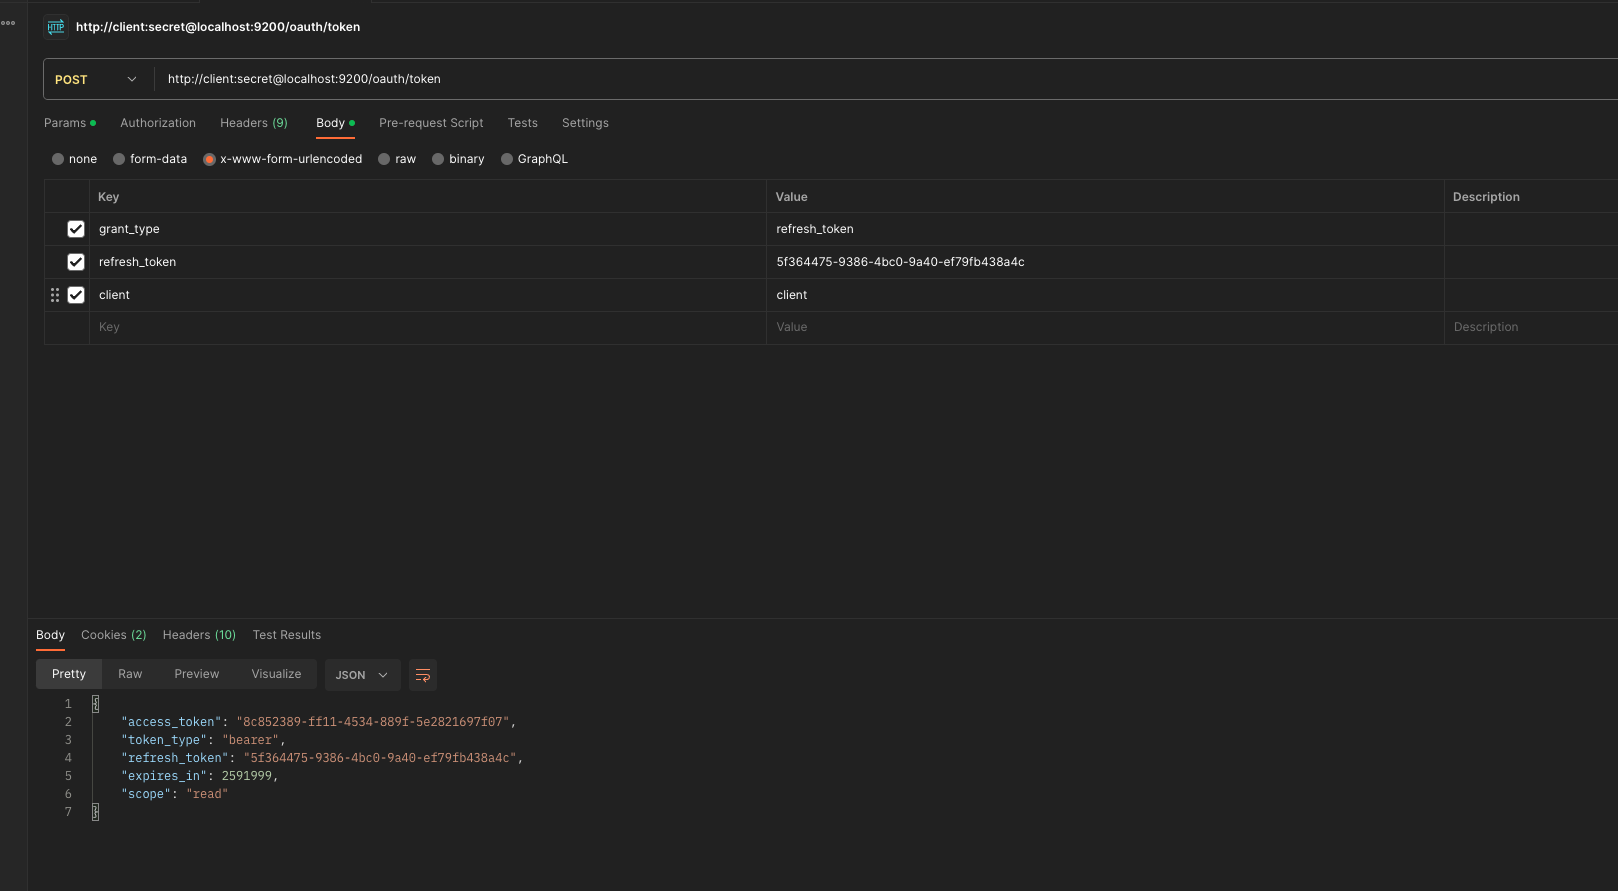 HTTP http://client:secret@localhost:9200/oauth/token
POST http://client:secret@localhost:9200/oauth/token
Params Authorization Headers (9) Body Pre-request Script Tests Settings
none form-data x-www-form-urlencoded raw binary GraphQL
Key Value Description
grant_type refresh_token
refresh_token 5f364475-9386-4bc0-9a40-ef79fb438a4c
client client
Key Value Description
Body Cookies (2) Headers (10) Test Results
Pretty Raw Preview Visualize JSON
1 {
2 "access_token": "8c852389-ff11-4534-889f-5e2821697f07",
3 "token_type": "bearer",
4 "refresh_token": "5f364475-9386-4bc0-9a40-ef79fb438a4c",
5 "expires_in": 2591999,
6 "scope": "read"
7 }